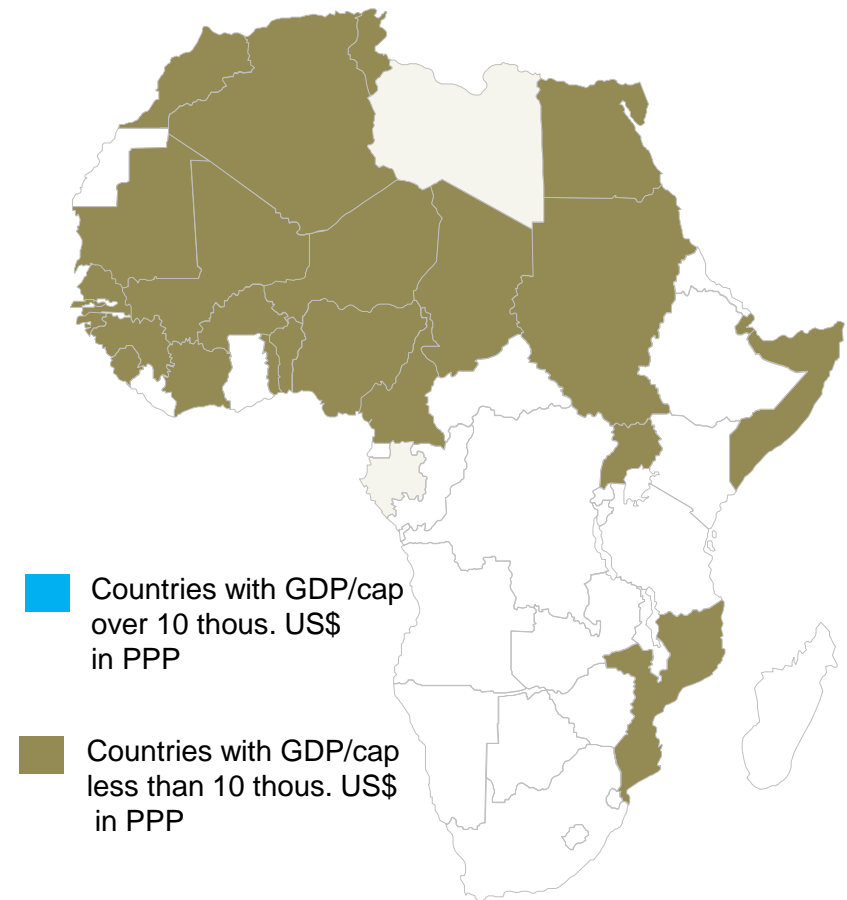 Countries with GDP/cap
over 10 thous. US$
in PPP
Countries with GDP/cap
less than 10 thous. US$
in PPP